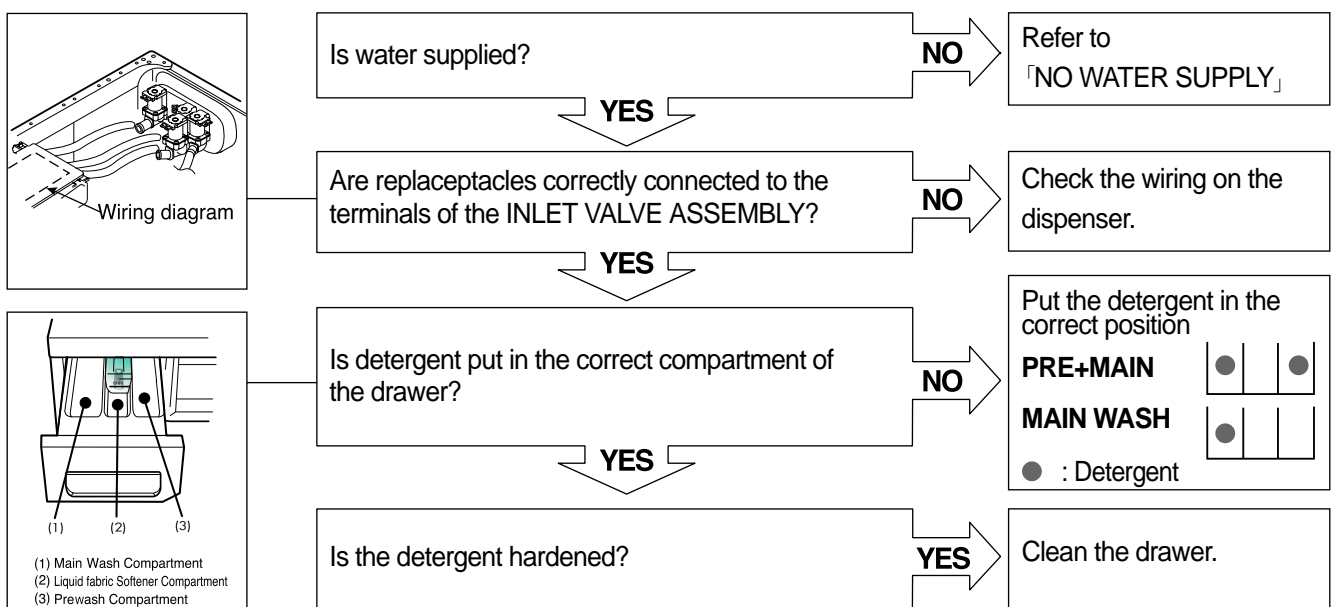 Is water supplied?
NO
Refer to
「NO WATER SUPPLY」
YES
Wiring diagram
Are replaceptacles correctly connected to the
terminals of the INLET VALVE ASSEMBLY?
NO
Check the wiring on the
dispenser.
YES
Is detergent put in the correct compartment of
the drawer?
NO
Put the detergent in the
correct position
PRE+MAIN
MAIN WASH
: Detergent
YES
(1) (2) (3)
(1) Main Wash Compartment
(2) Liquid fabric Softener Compartment
(3) Prewash Compartment
Is the detergent hardened?
YES
Clean the drawer.